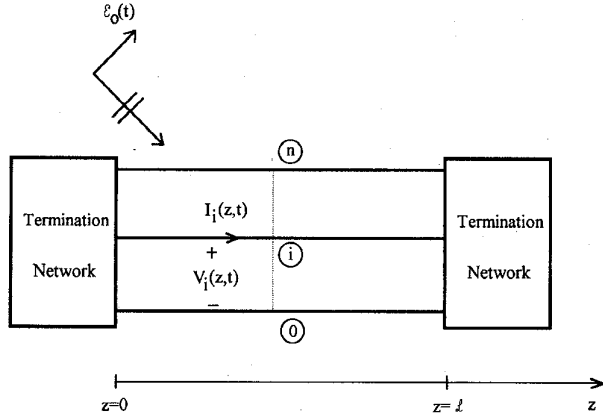 ℰ₀(t)
n
Termination
Network
Iᵢ(z,t)
+
i
Vᵢ(z,t)
−
0
Termination
Network
z=0
z=ℓ
z